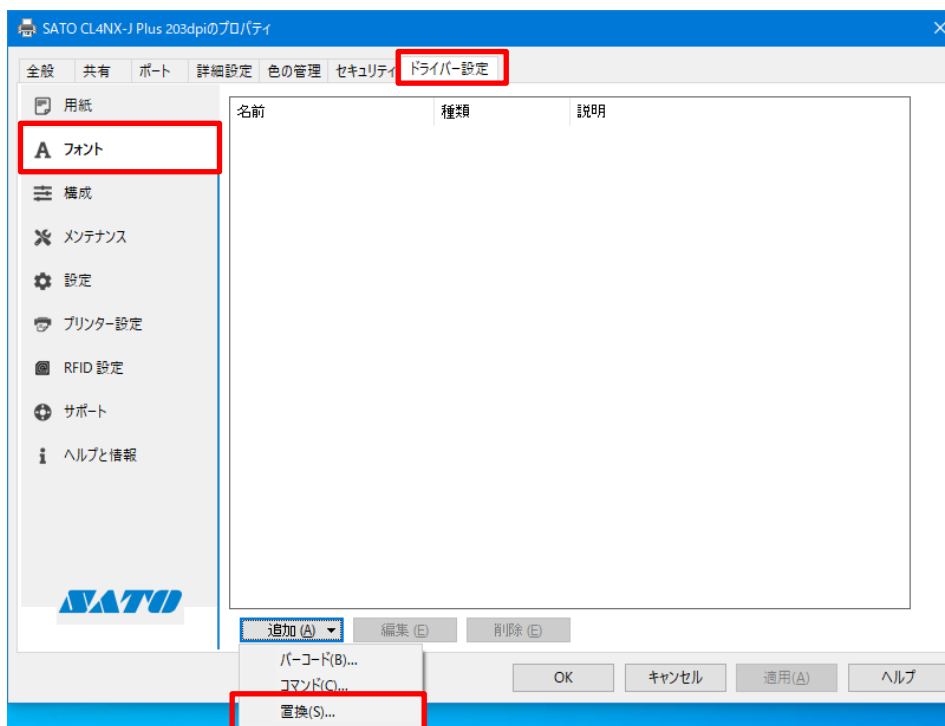 SATO CL4NX-J Plus 203dpiのプロパティ
全般 共有 ポート 詳細設定 色の管理 セキュリティ ドライバー設定
用紙
フォント
構成
メンテナンス
設定
プリンター設定
RFID 設定
サポート
ヘルプと情報
SATO
名前 種類 説明
追加(A) 編集(E) 削除(E)
バーコード(B)...
コマンド(C)...
置換(S)...
OK キャンセル 適用(A) ヘルプ